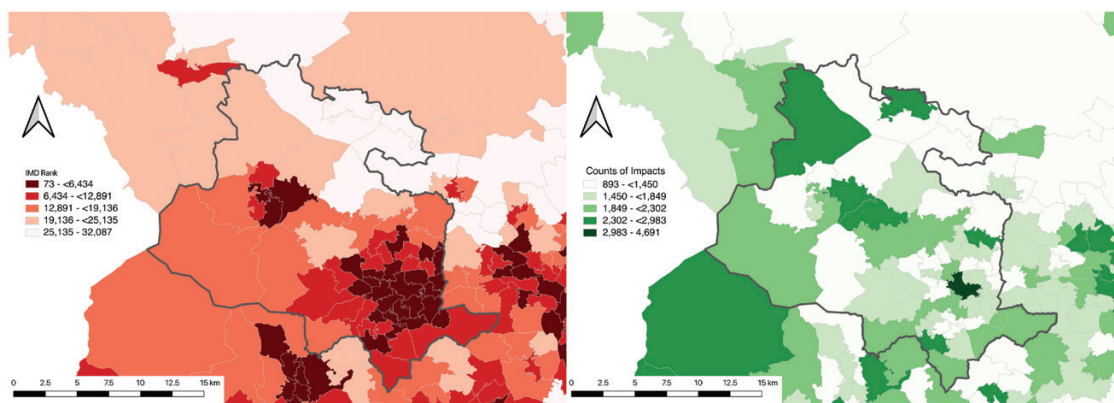 IMD Rank
73 - <6,434
6,434 - <12,891
12,891 - <19,136
19,136 - <25,135
25,135 - 32,087
0 2.5 5 7.5 10 12.5 15 km
Counts of Impacts
893 - <1,450
1,450 - <1,849
1,849 - <2,302
2,302 - <2,983
2,983 - 4,691
0 2.5 5 7.5 10 12.5 15 km